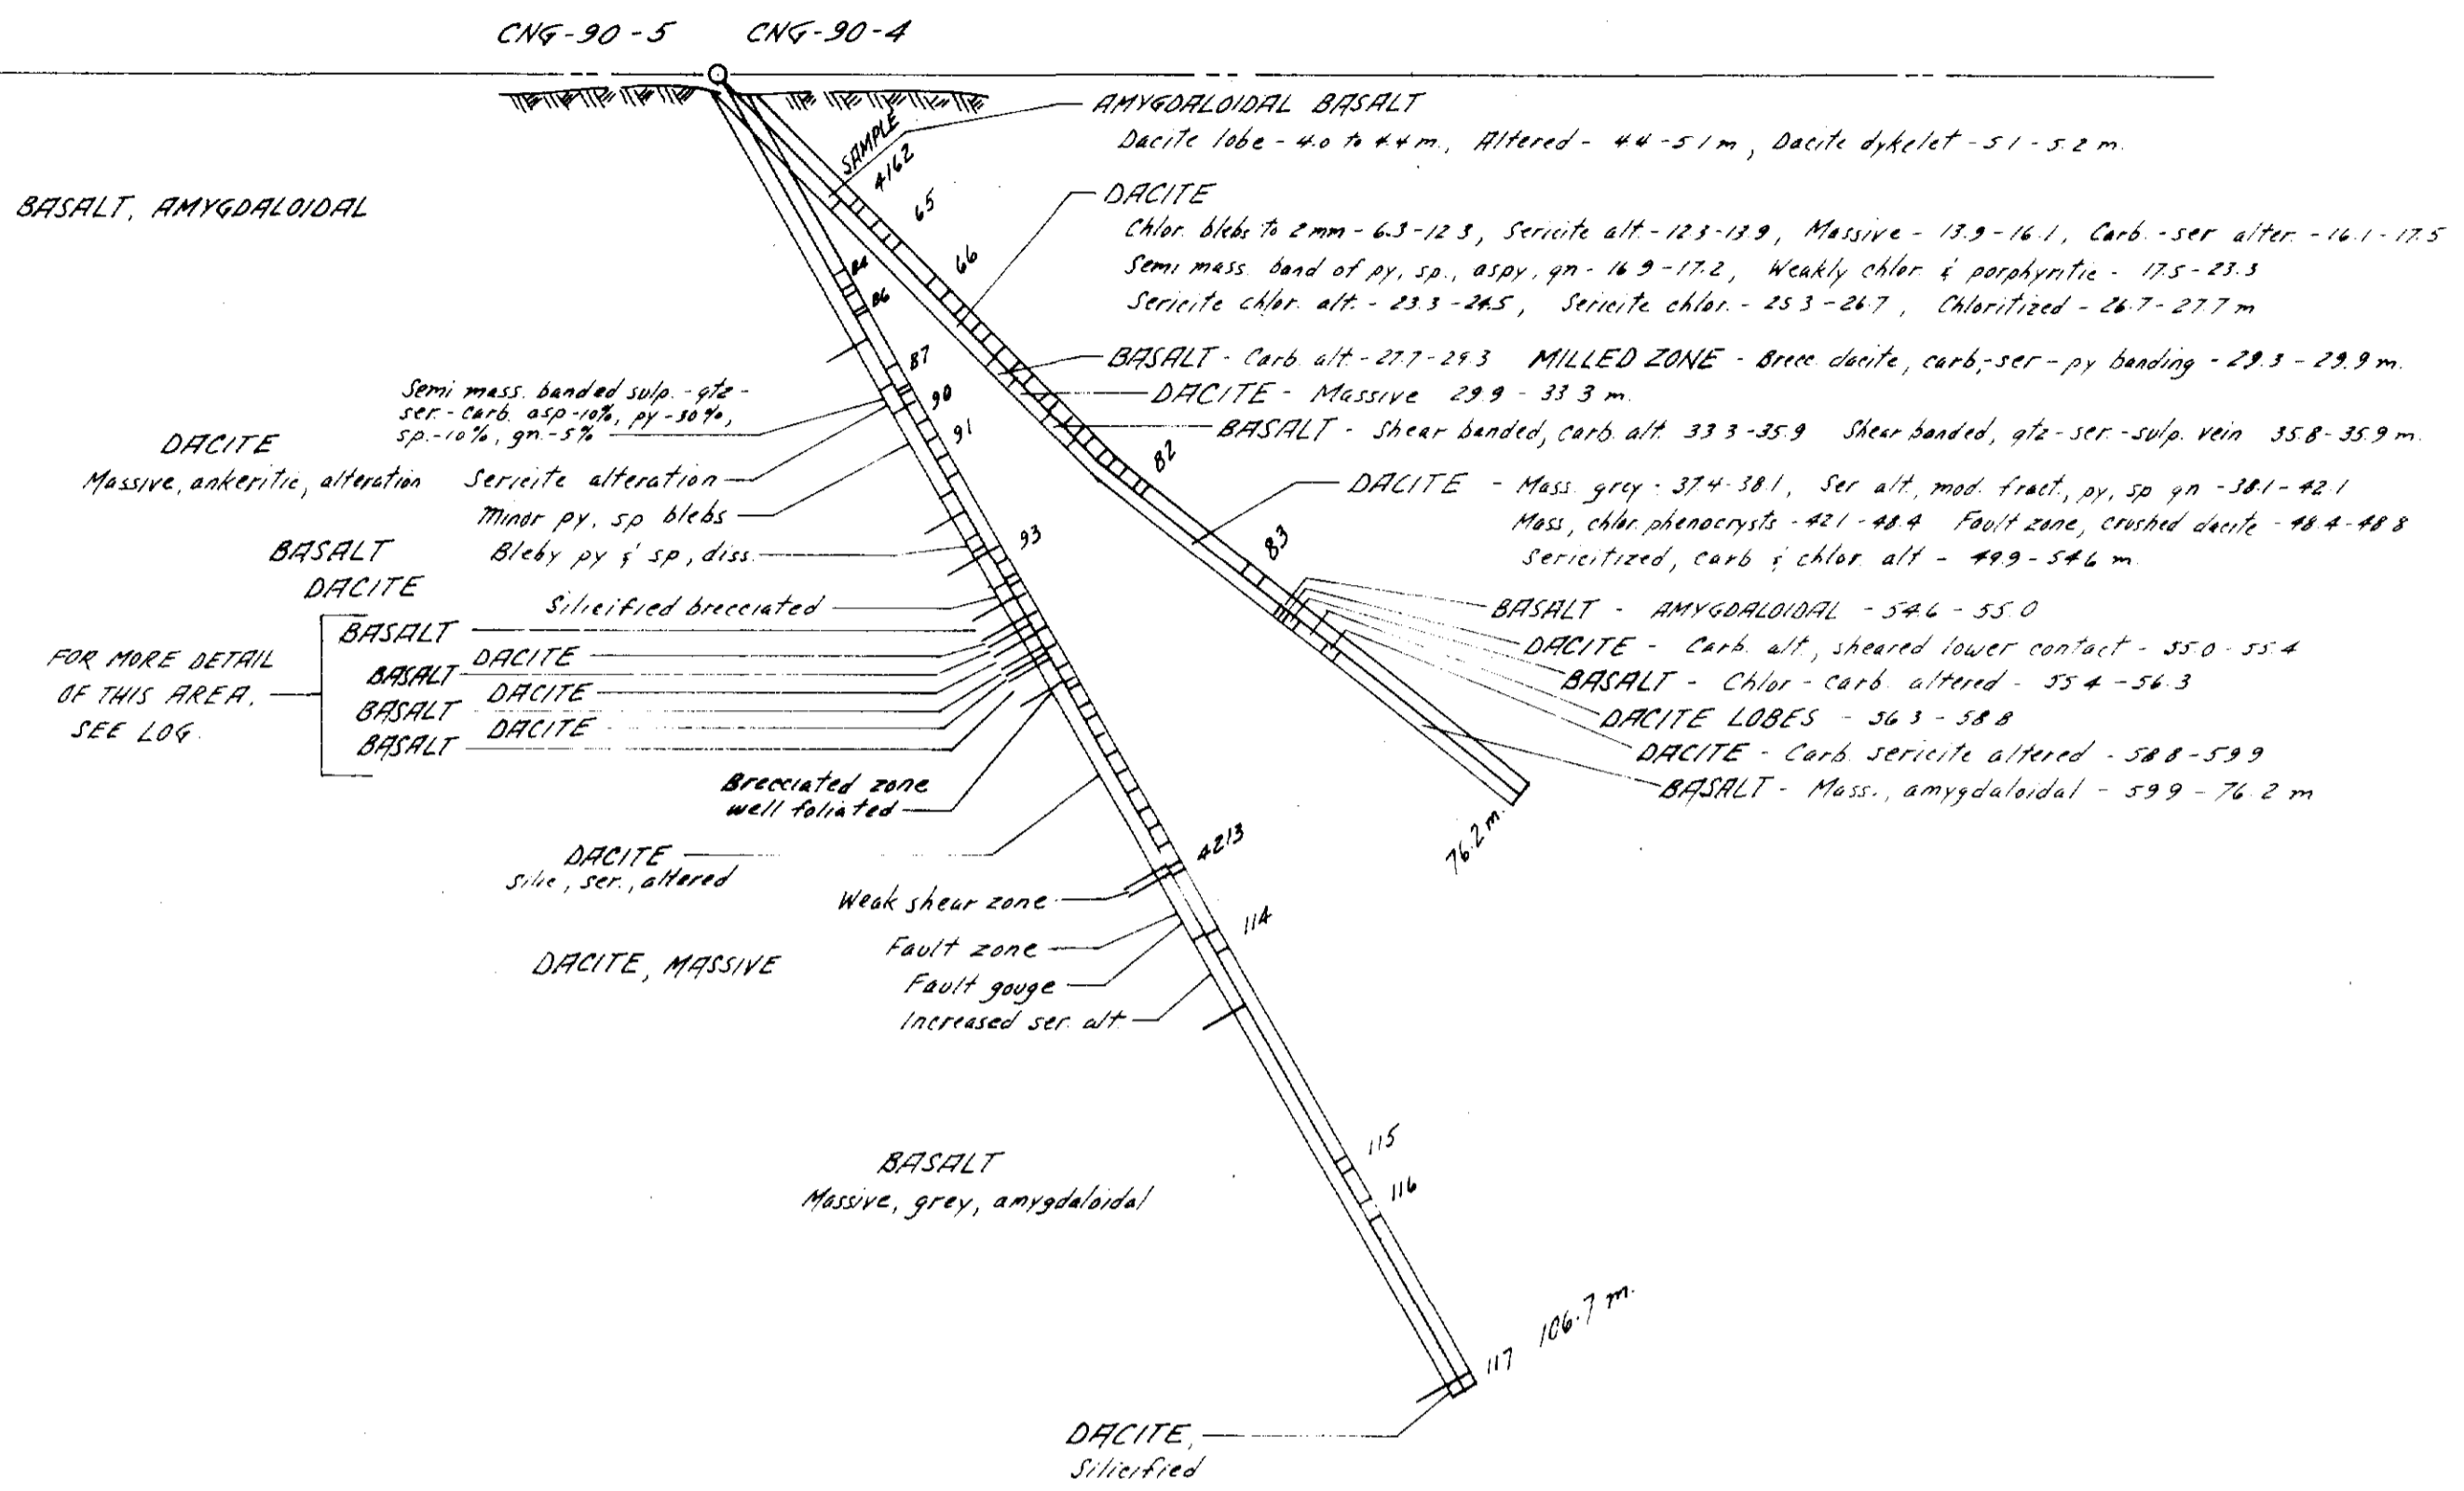 CNG-90-5 CNG-90-4
AMYGDALOIDAL BASALT
Dacite lobe - 4.0 to 4.4 m., Altered - 4.4 - 5.1 m, Dacite dykelet - 5.1 - 5.2 m.
SAMPLE
4162
65
66
DACITE
Chlor. blebs to 2mm - 6.3-12.3, Sericite alt. - 12.3-13.9, Massive - 13.9-16.1, Carb.-ser alter. - 16.1-17.5
Semi mass. band of py, sp., aspy, gn - 16.9-17.2, Weakly chlor. & porphyritic - 17.5-23.3
Sericite chlor. alt. - 23.3-24.5, Sericite chlor. - 25.3-26.7, Chloritized - 26.7-27.7 m
BASALT - Carb. alt - 27.7-29.3 MILLED ZONE - Brecc. dacite, carb,-ser-py banding - 29.3-29.9 m.
DACITE - Massive 29.9 - 33.3 m.
BASALT - Shear banded, carb. alt. 33.3-35.9 Shear banded, qtz-ser.-sulp. vein 35.8-35.9 m.
82
DACITE - Mass. grey - 37.4-38.1, Ser alt., mod. fract., py, sp gn - 38.1-42.1
Mass, chlor. phenocrysts - 42.1-48.4 Fault zone, crushed dacite - 48.4-48.8
Sericitized, carb & chlor. alt - 49.9-54.6 m.
83
BASALT - AMYGDALOIDAL - 54.6 - 55.0
DACITE - Carb. alt, sheared lower contact - 55.0 - 55.4
BASALT - Chlor-carb. altered - 55.4-56.3
DACITE LOBES - 56.3 - 58.8
DACITE - Carb. sericite altered - 58.8-59.9
BASALT - Mass., amygdaloidal - 59.9 - 76.2 m
76.2 m.
BASALT, AMYGDALOIDAL
84
86
87
90
91
Semi mass. banded sulp.-qtz-
ser.-carb. asp-10%, py-30%,
sp.-10%, gn.-5%
DACITE
Massive, ankeritic, alteration
Sericite alteration
Minor py, sp blebs
BASALT
Bleby py & sp, diss.
93
DACITE
Silicified brecciated
FOR MORE DETAIL
OF THIS AREA.
SEE LOG.
BASALT
DACITE
BASALT
DACITE
BASALT
DACITE
BASALT
Brecciated zone
well foliated
DACITE
Silic, ser., altered
4213
Weak shear zone
114
Fault zone
DACITE, MASSIVE
Fault gouge
Increased ser. alt.
115
116
BASALT
Massive, grey, amygdaloidal
117
106.7 m.
DACITE,
Silicified